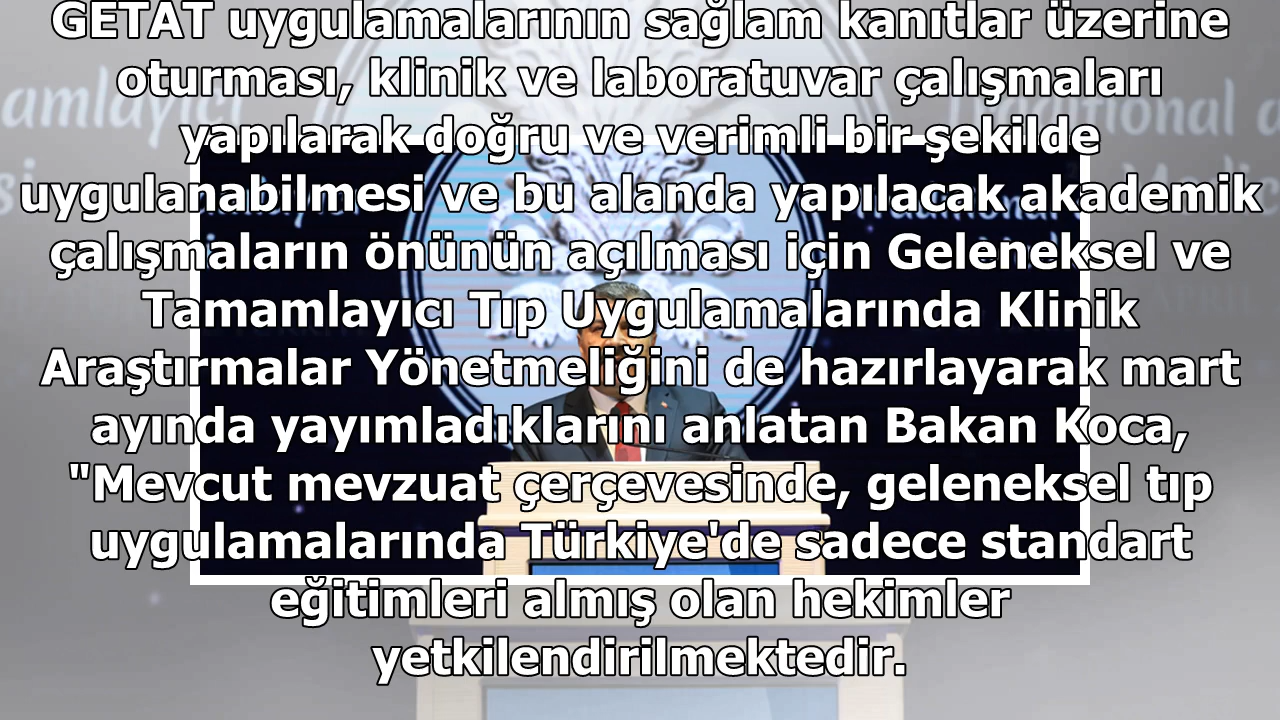 GETAT uygulamalarının sağlam kanıtlar üzerine
oturması, klinik ve laboratuvar çalışmaları
yapılarak doğru ve verimli bir şekilde
uygulanabilmesi ve bu alanda yapılacak akademik
çalışmaların önünün açılması için Geleneksel ve
Tamamlayıcı Tıp Uygulamalarında Klinik
Araştırmalar Yönetmeliğini de hazırlayarak mart
ayında yayımladıklarını anlatan Bakan Koca,
"Mevcut mevzuat çerçevesinde, geleneksel tıp
uygulamalarında Türkiye'de sadece standart
eğitimleri almış olan hekimler
yetkilendirilmektedir.